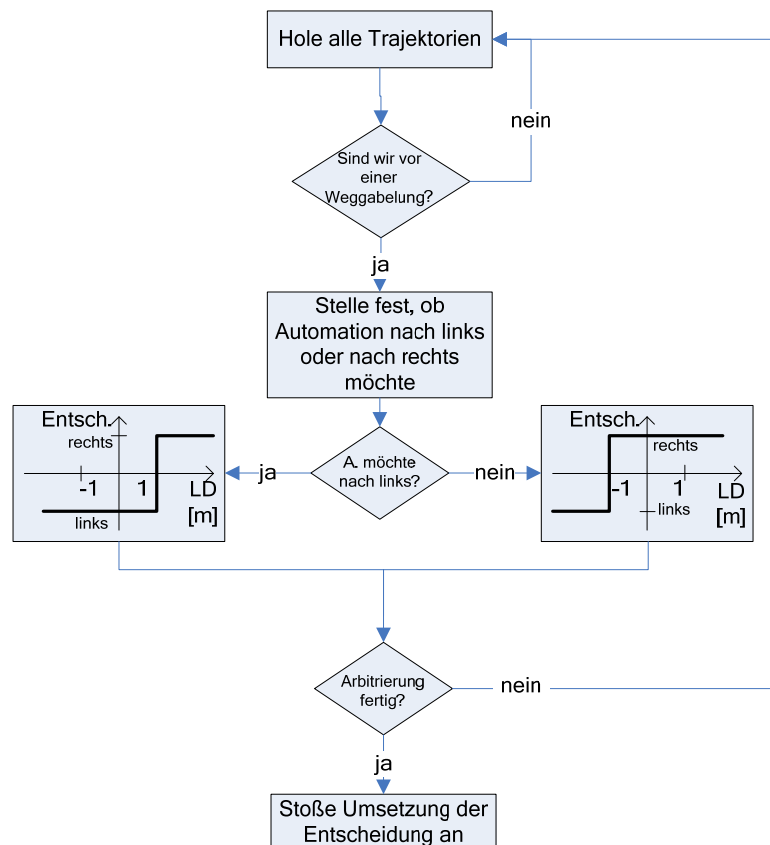 Hole alle Trajektorien
nein
Sind wir vor
einer
Weggabelung?
ja
Stelle fest, ob
Automation nach links
oder nach rechts
möchte
Entsch.
rechts
-1
1
LD
[m]
links
ja
A. möchte
nach links?
nein
Entsch.
rechts
-1
1
LD
[m]
links
Arbitrierung
fertig?
nein
ja
Stoße Umsetzung der
Entscheidung an